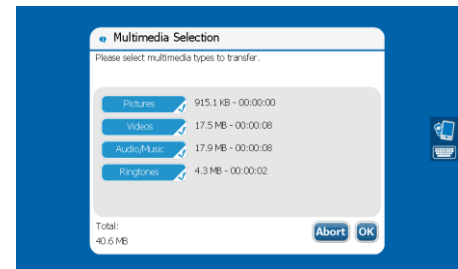 Multimedia Selection
Please select multimedia types to transfer.
Pictures 915.1 KB - 00:00:00
Videos 17.5 MB - 00:00:08
Audio/Music 17.9 MB - 00:00:08
Ringtones 4.3 MB - 00:00:02
Total:
40.6 MB
Abort OK